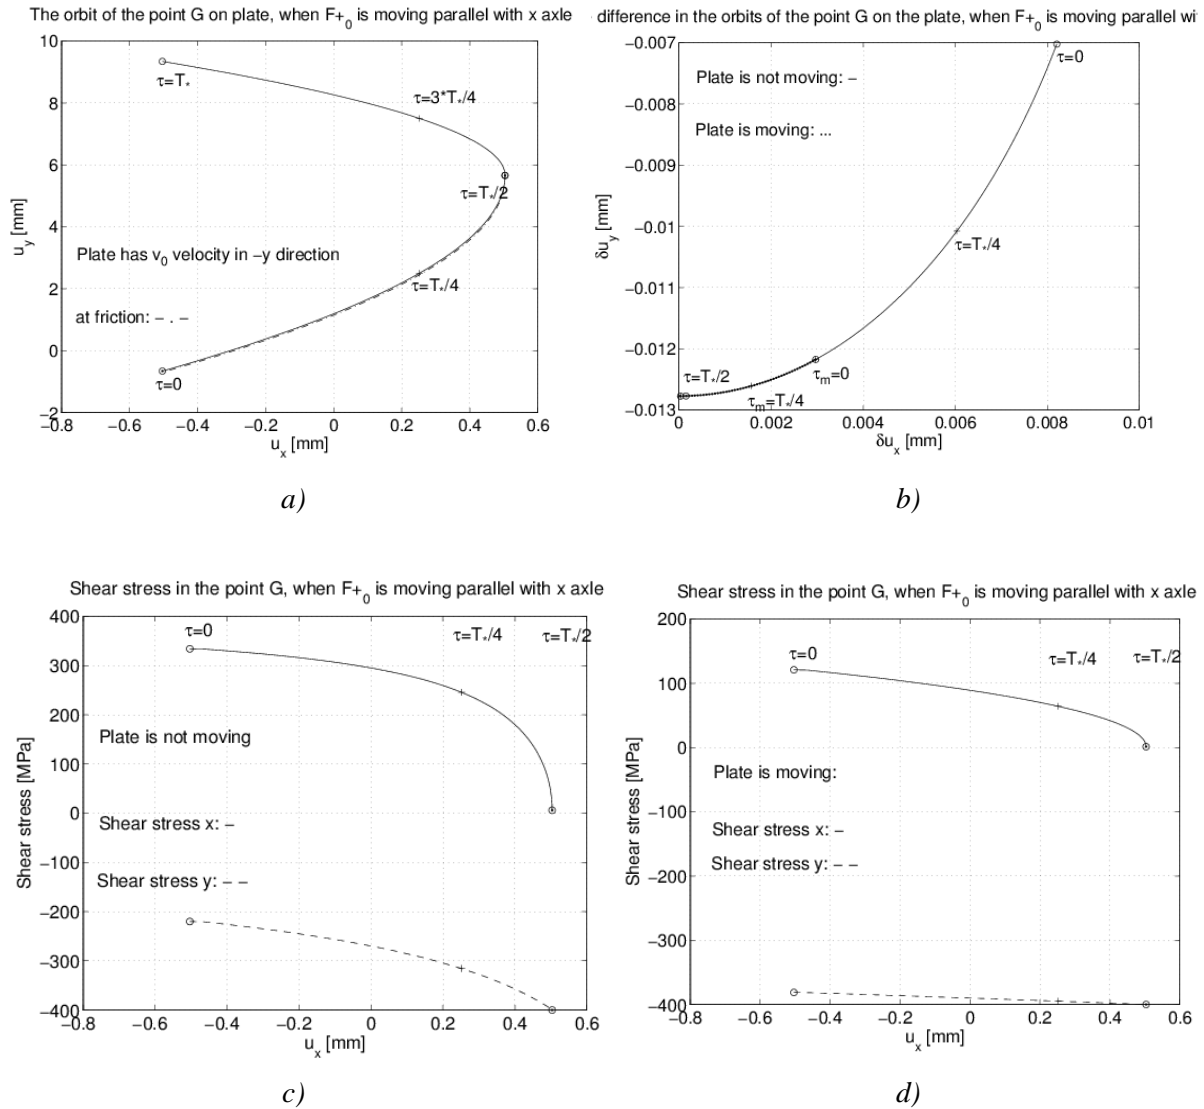 The orbit of the point G on plate, when F+0 is moving parallel with x axle
10
8
6
4
2
0
−2
u_y [mm]
τ=T*
τ=3*T*/4
τ=T*/2
Plate has v0 velocity in −y direction
τ=T*/4
at friction: − . −
τ=0
−0.8 −0.6 −0.4 −0.2 0 0.2 0.4 0.6
u_x [mm]
a)
difference in the orbits of the point G on the plate, when F+0 is moving parallel wi
−0.007
−0.008
−0.009
−0.01
−0.011
−0.012
−0.013
δu_y [mm]
τ=0
Plate is not moving: −
Plate is moving: ...
τ=T*/4
τ=T*/2
τm=0
τm=T*/4
0 0.002 0.004 0.006 0.008 0.01
δu_x [mm]
b)
Shear stress in the point G, when F+0 is moving parallel with x axle
400
300
200
100
0
−100
−200
−300
−400
Shear stress [MPa]
τ=0 τ=T*/4 τ=T*/2
Plate is not moving
Shear stress x: −
Shear stress y: − −
−0.8 −0.6 −0.4 −0.2 0 0.2 0.4 0.6
u_x [mm]
c)
Shear stress in the point G, when F+0 is moving parallel with x axle
200
100
0
−100
−200
−300
−400
Shear stress [MPa]
τ=0 τ=T*/4 τ=T*/2
Plate is moving:
Shear stress x: −
Shear stress y: − −
−0.8 −0.6 −0.4 −0.2 0 0.2 0.4 0.6
u_x [mm]
d)